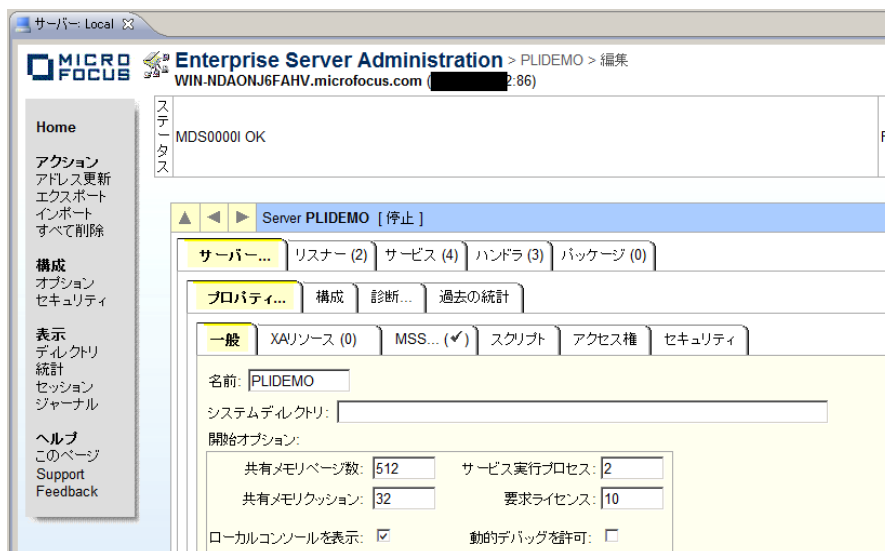 サーバー: Local
MICRO FOCUS
Enterprise Server Administration > PLIDEMO > 編集
WIN-NDAONJ6FAHV.microfocus.com ( 2:86)
Home
アクション
アドレス更新
エクスポート
インポート
すべて削除
構成
オプション
セキュリティ
表示
ディレクトリ
統計
セッション
ジャーナル
ヘルプ
このページ
Support
Feedback
ステータス
MDS0000I OK
Server PLIDEMO [ 停止 ]
サーバー... リスナー (2) サービス (4) ハンドラ (3) パッケージ (0)
プロパティ... 構成 診断... 過去の統計
一般 XAリソース (0) MSS... (✔) スクリプト アクセス権 セキュリティ
名前: PLIDEMO
システムディレクトリ:
開始オプション:
共有メモリページ数: 512 サービス実行プロセス: 2
共有メモリクッション: 32 要求ライセンス: 10
ローカルコンソールを表示: 動的デバッグを許可: